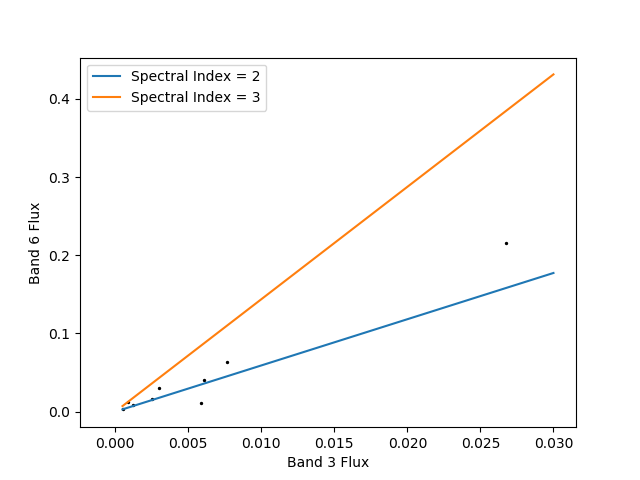 Spectral Index = 2
Spectral Index = 3
0.4
0.3
0.2
0.1
0.0
Band 6 Flux
0.000 0.005 0.010 0.015 0.020 0.025 0.030
Band 3 Flux